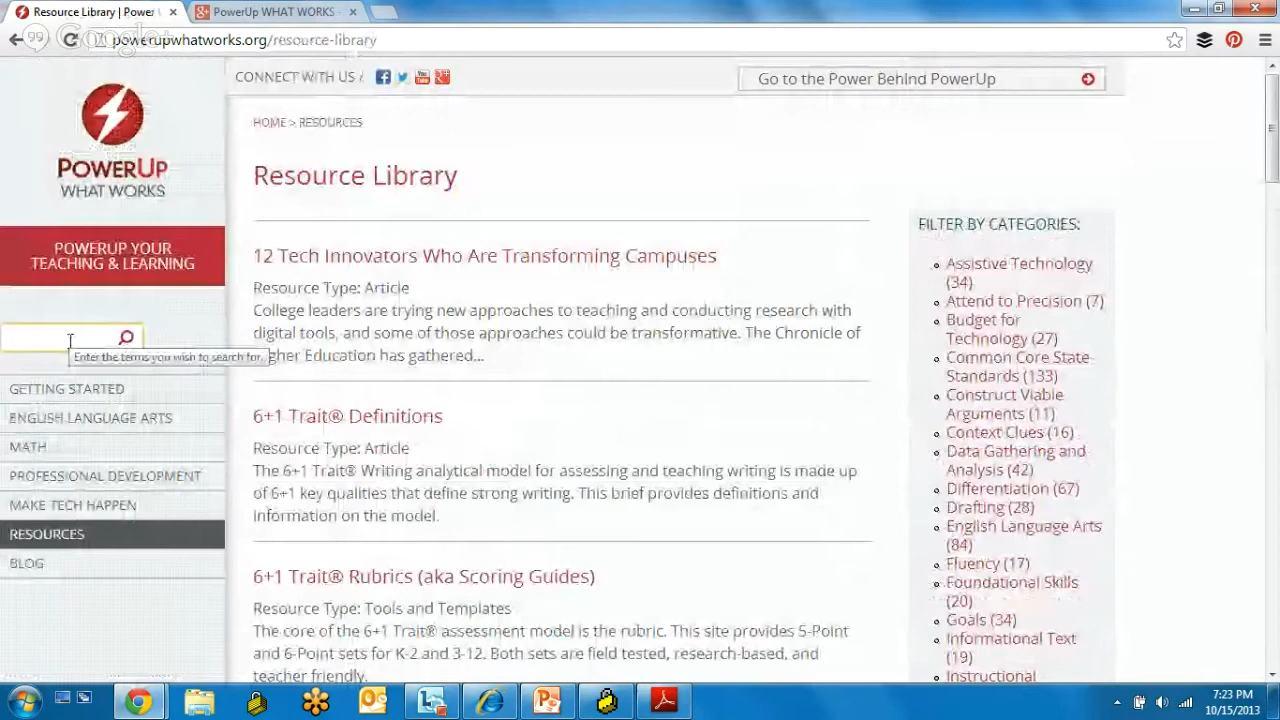 Resource Library | Power
PowerUp WHAT WORKS -
Google+
powerupwhatworks.org/resource-library
CONNECT WITH US /
Go to the Power Behind PowerUp
POWERUP
WHAT WORKS
HOME > RESOURCES
Resource Library
POWERUP YOUR
TEACHING & LEARNING
Enter the terms you wish to search for.
GETTING STARTED
ENGLISH LANGUAGE ARTS
MATH
PROFESSIONAL DEVELOPMENT
MAKE TECH HAPPEN
RESOURCES
BLOG
12 Tech Innovators Who Are Transforming Campuses
Resource Type: Article
College leaders are trying new approaches to teaching and conducting research with
digital tools, and some of those approaches could be transformative. The Chronicle of
gher Education has gathered...
6+1 Trait® Definitions
Resource Type: Article
The 6+1 Trait® Writing analytical model for assessing and teaching writing is made up
of 6+1 key qualities that define strong writing. This brief provides definitions and
information on the model.
6+1 Trait® Rubrics (aka Scoring Guides)
Resource Type: Tools and Templates
The core of the 6+1 Trait® assessment model is the rubric. This site provides 5-Point
and 6-Point sets for K-2 and 3-12. Both sets are field tested, research-based, and
teacher friendly.
FILTER BY CATEGORIES:
Assistive Technology
(34)
Attend to Precision (7)
Budget for
Technology (27)
Common Core State
Standards (133)
Construct Viable
Arguments (11)
Context Clues (16)
Data Gathering and
Analysis (42)
Differentiation (67)
Drafting (28)
English Language Arts
(84)
Fluency (17)
Foundational Skills
(20)
Goals (34)
Informational Text
(19)
Instructional
7:23 PM
10/15/2013